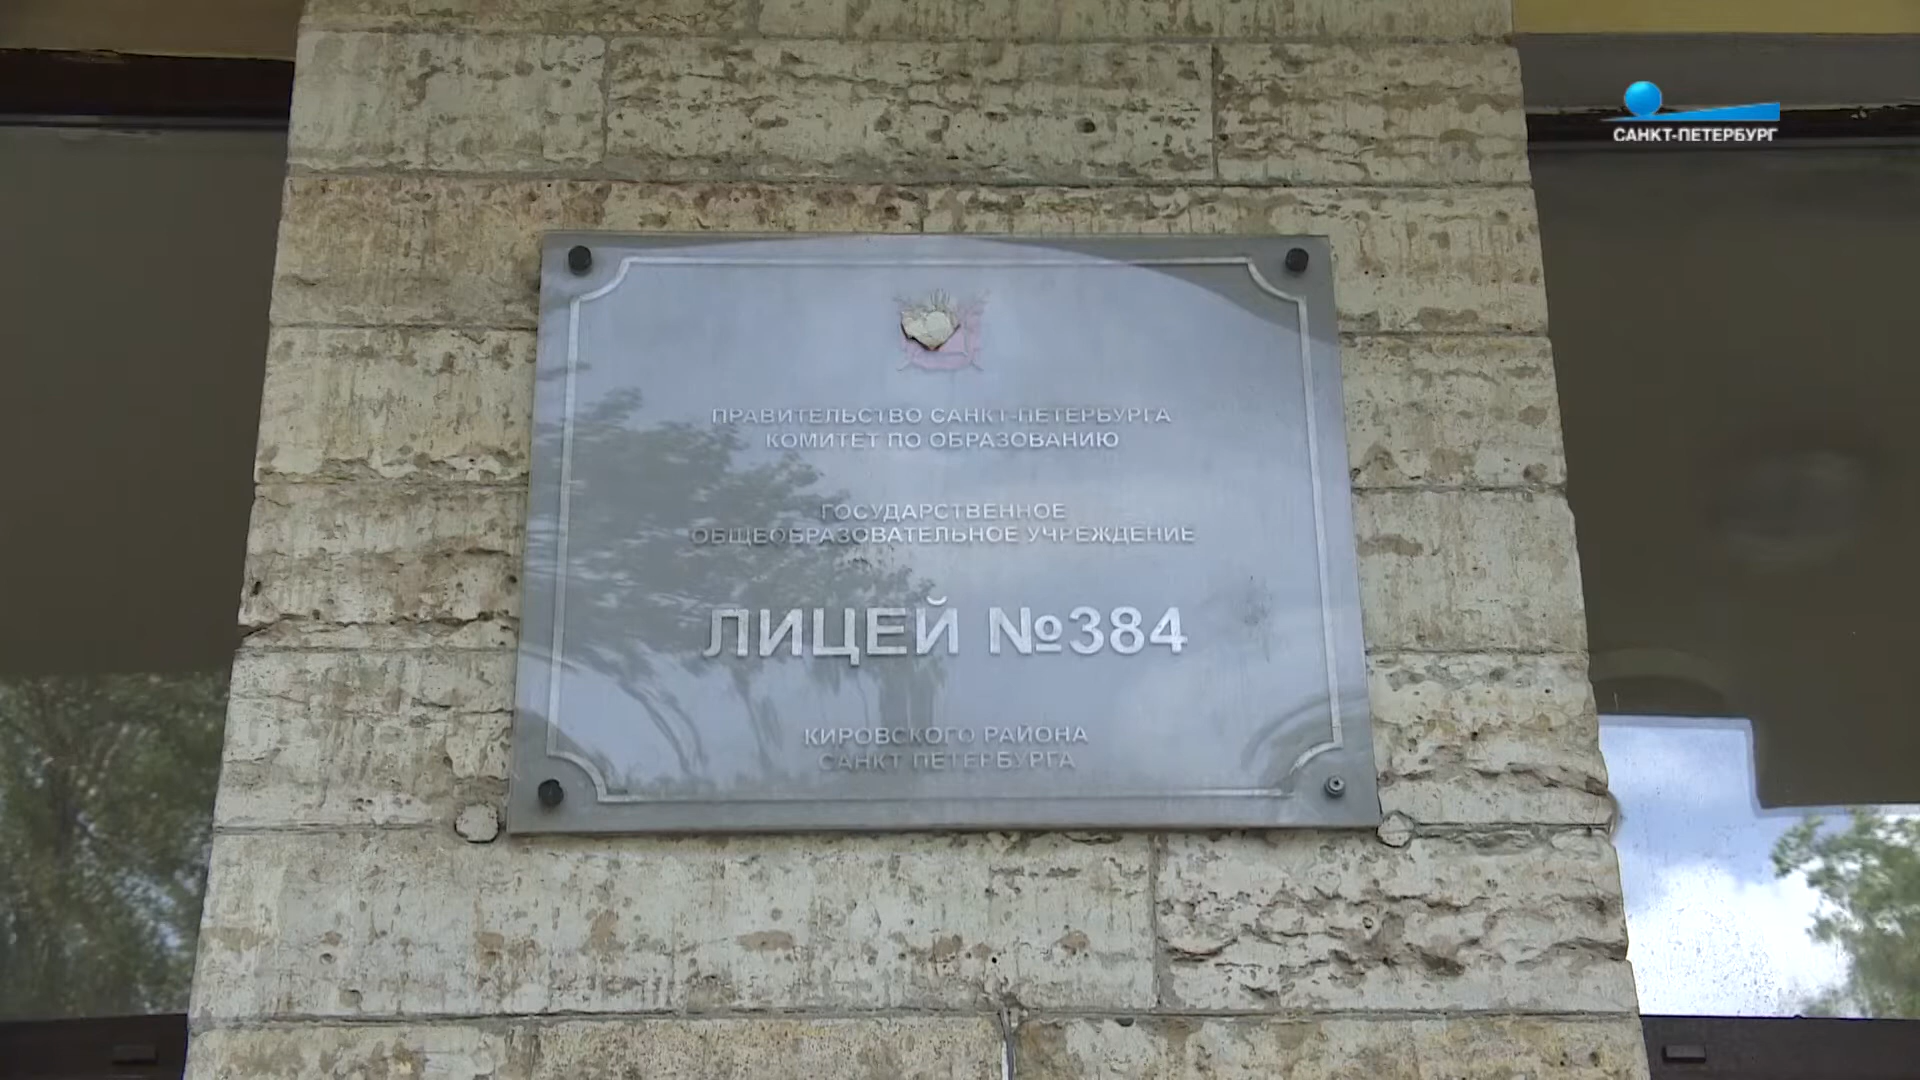 САНКТ-ПЕТЕРБУРГ
ПРАВИТЕЛЬСТВО САНКТ-ПЕТЕРБУРГА
КОМИТЕТ ПО ОБРАЗОВАНИЮ
ГОСУДАРСТВЕННОЕ
ОБЩЕОБРАЗОВАТЕЛЬНОЕ УЧРЕЖДЕНИЕ
ЛИЦЕЙ №384
КИРОВСКОГО РАЙОНА
САНКТ ПЕТЕРБУРГА